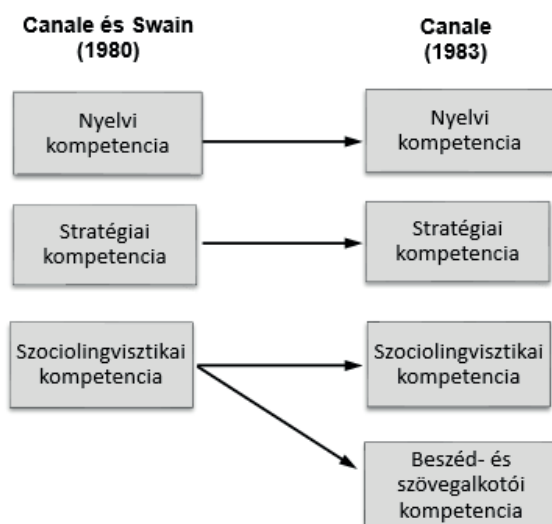 Canale és Swain
(1980)
Canale
(1983)
Nyelvi
kompetencia
Nyelvi
kompetencia
Stratégiai
kompetencia
Stratégiai
kompetencia
Szociolingvisztikai
kompetencia
Szociolingvisztikai
kompetencia
Beszéd- és
szövegalkotói
kompetencia